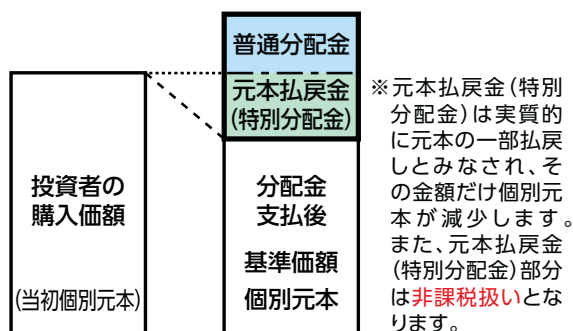 普通分配金
元本払戻金
(特別分配金)
投資者の
購入価額
(当初個別元本)
分配金
支払後
基準価額
個別元本
※元本払戻金(特別
分配金)は実質的
に元本の一部払戻
しとみなされ、そ
の金額だけ個別元
本が減少します。
また、元本払戻金
(特別分配金)部分
は非課税扱いとな
ります。